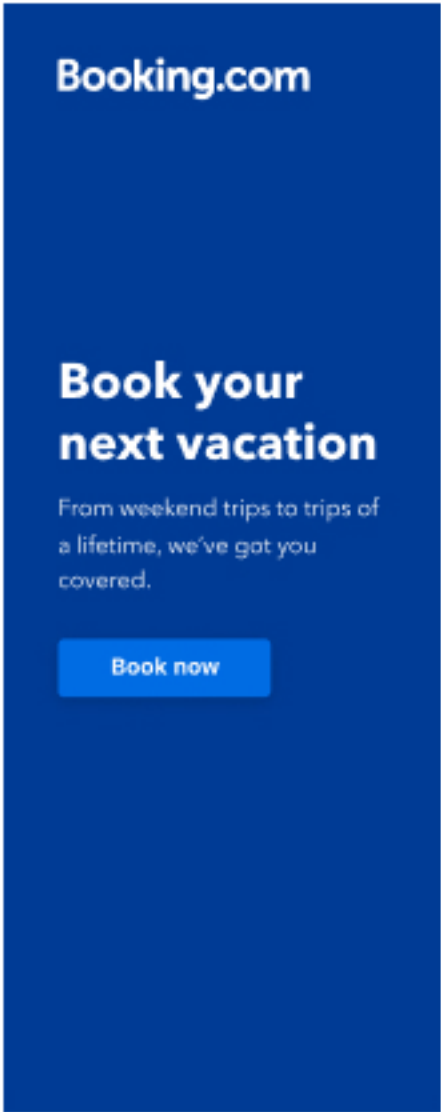 Booking.com
Book your
next vacation
From weekend trips to trips of
a lifetime, we've got you
covered.
Book now